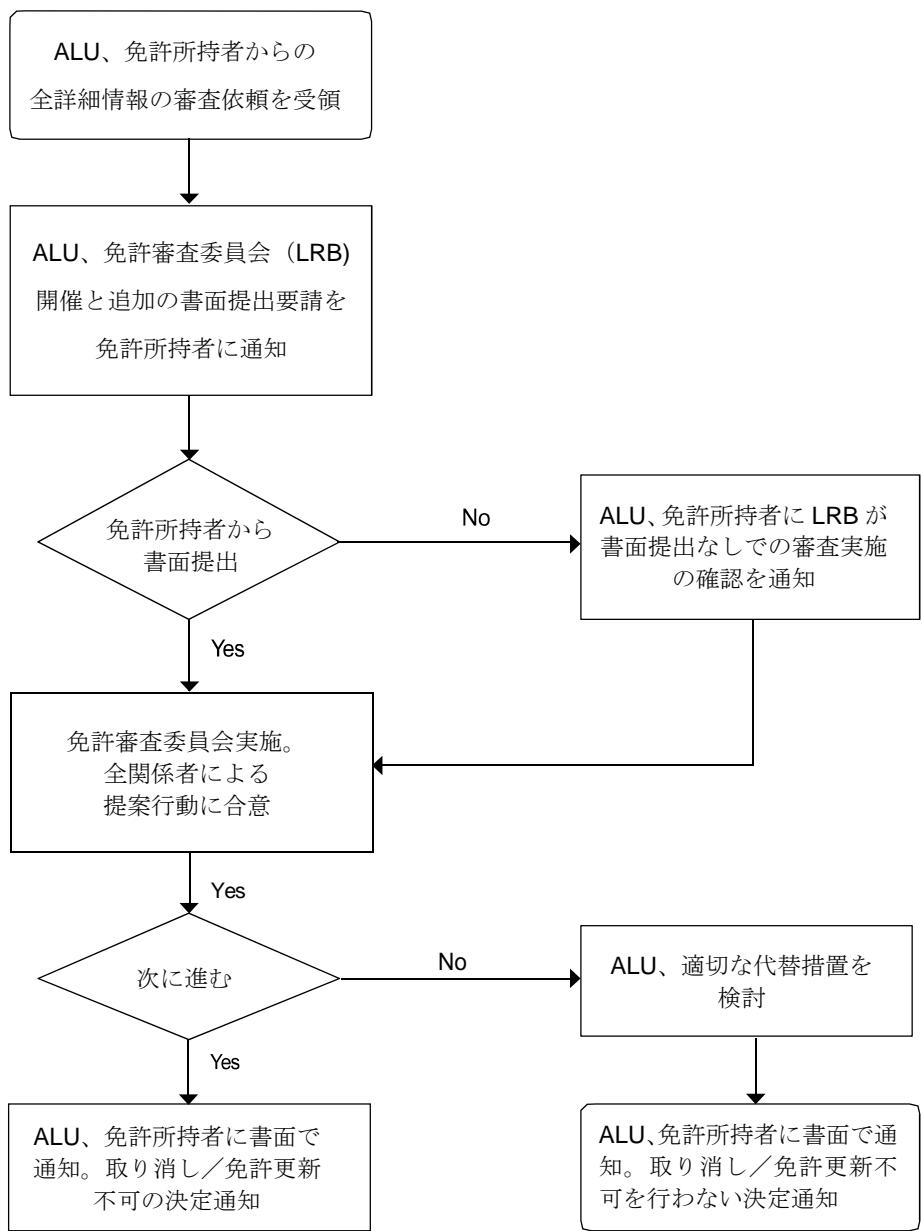 ALU、免許所持者からの
全詳細情報の審査依頼を受領
ALU、免許審査委員会（LRB)
開催と追加の書面提出要請を
免許所持者に通知
免許所持者から
書面提出
No
ALU、免許所持者に LRB が
書面提出なしでの審査実施
の確認を通知
Yes
免許審査委員会実施。
全関係者による
提案行動に合意
Yes
次に進む
No
ALU、適切な代替措置を
検討
Yes
ALU、免許所持者に書面で
通知。取り消し／免許更新
不可の決定通知
ALU、免許所持者に書面で通
知。取り消し／免許更新不
可を行わない決定通知